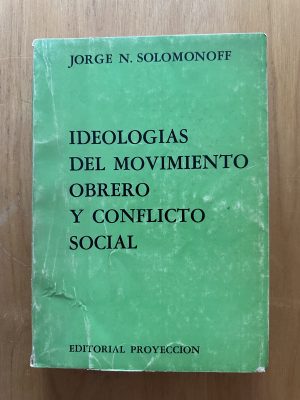 JORGE N. SOLOMONOFF
IDEOLOGIAS
DEL MOVIMIENTO
OBRERO
Y CONFLICTO
SOCIAL
EDITORIAL PROYECCION